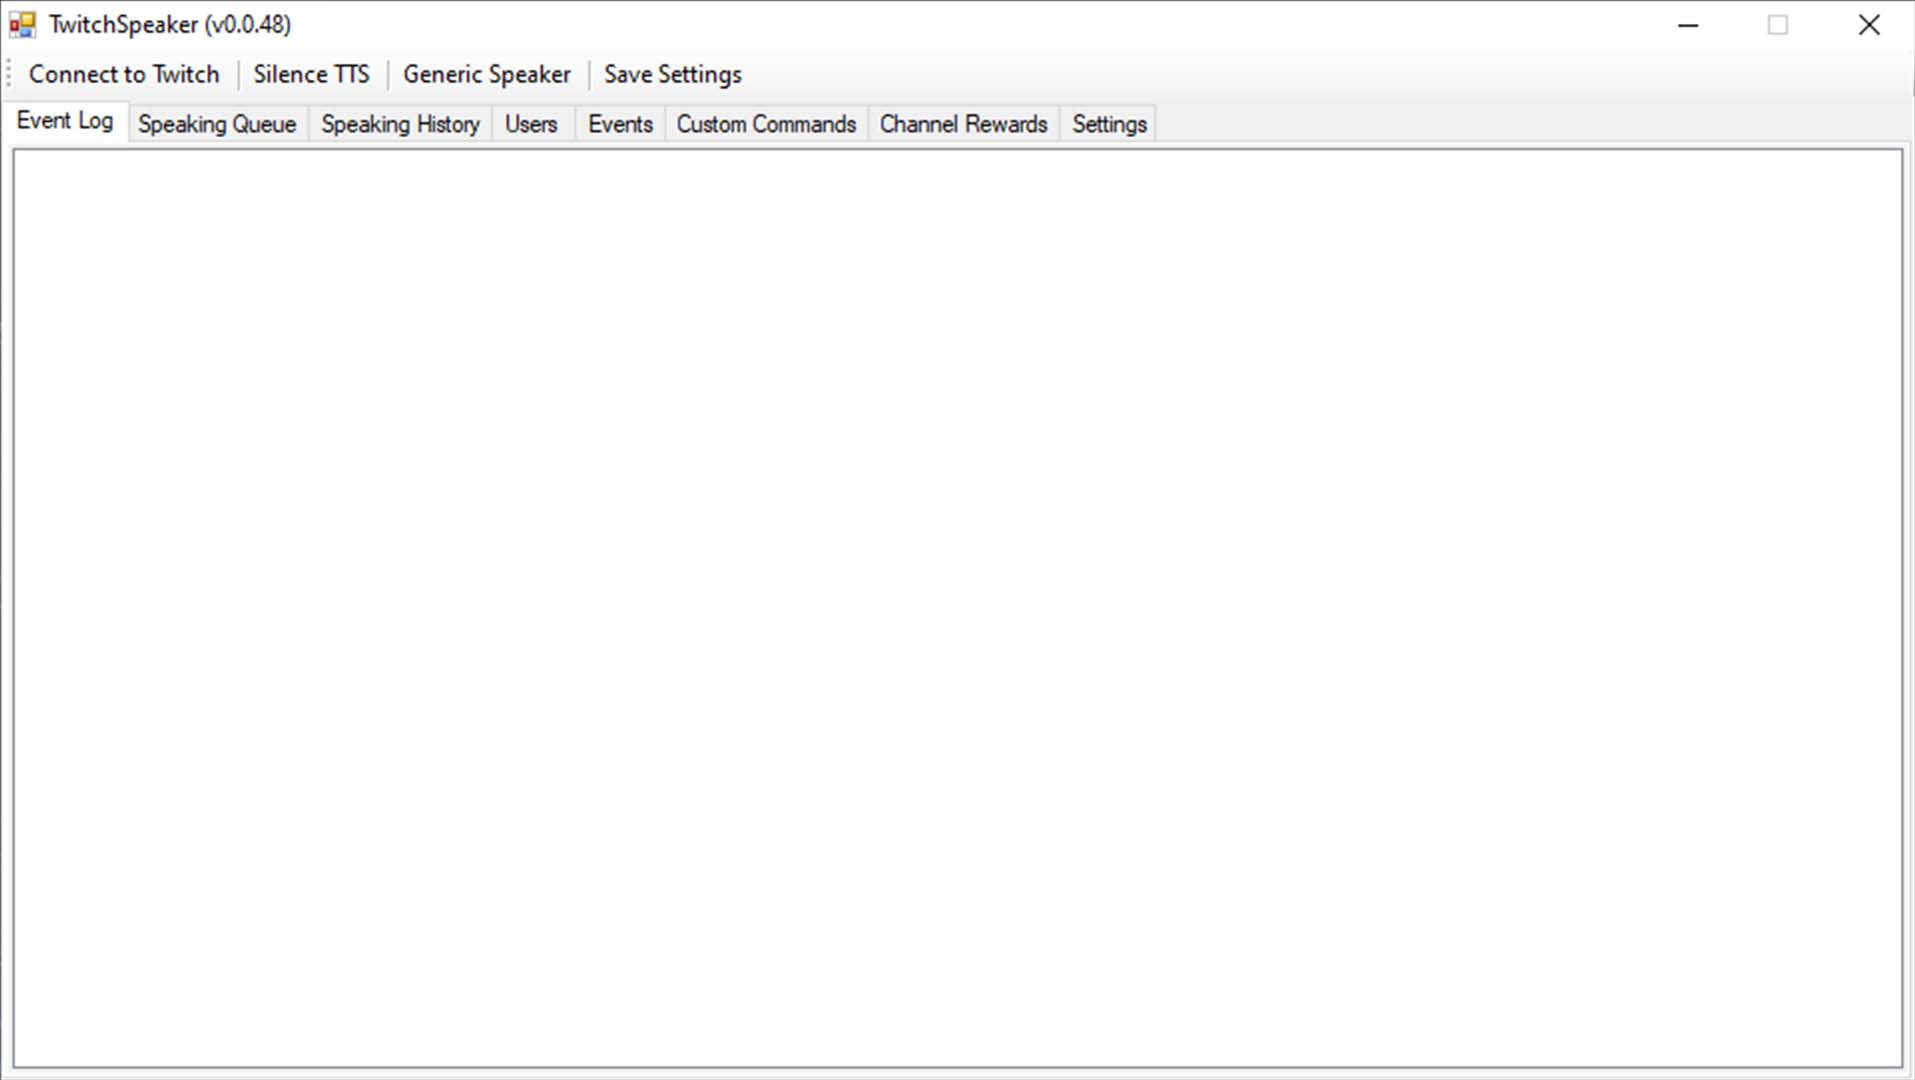 TwitchSpeaker (v0.0.48)
Connect to Twitch Silence TTS Generic Speaker Save Settings
Event Log Speaking Queue Speaking History Users Events Custom Commands Channel Rewards Settings